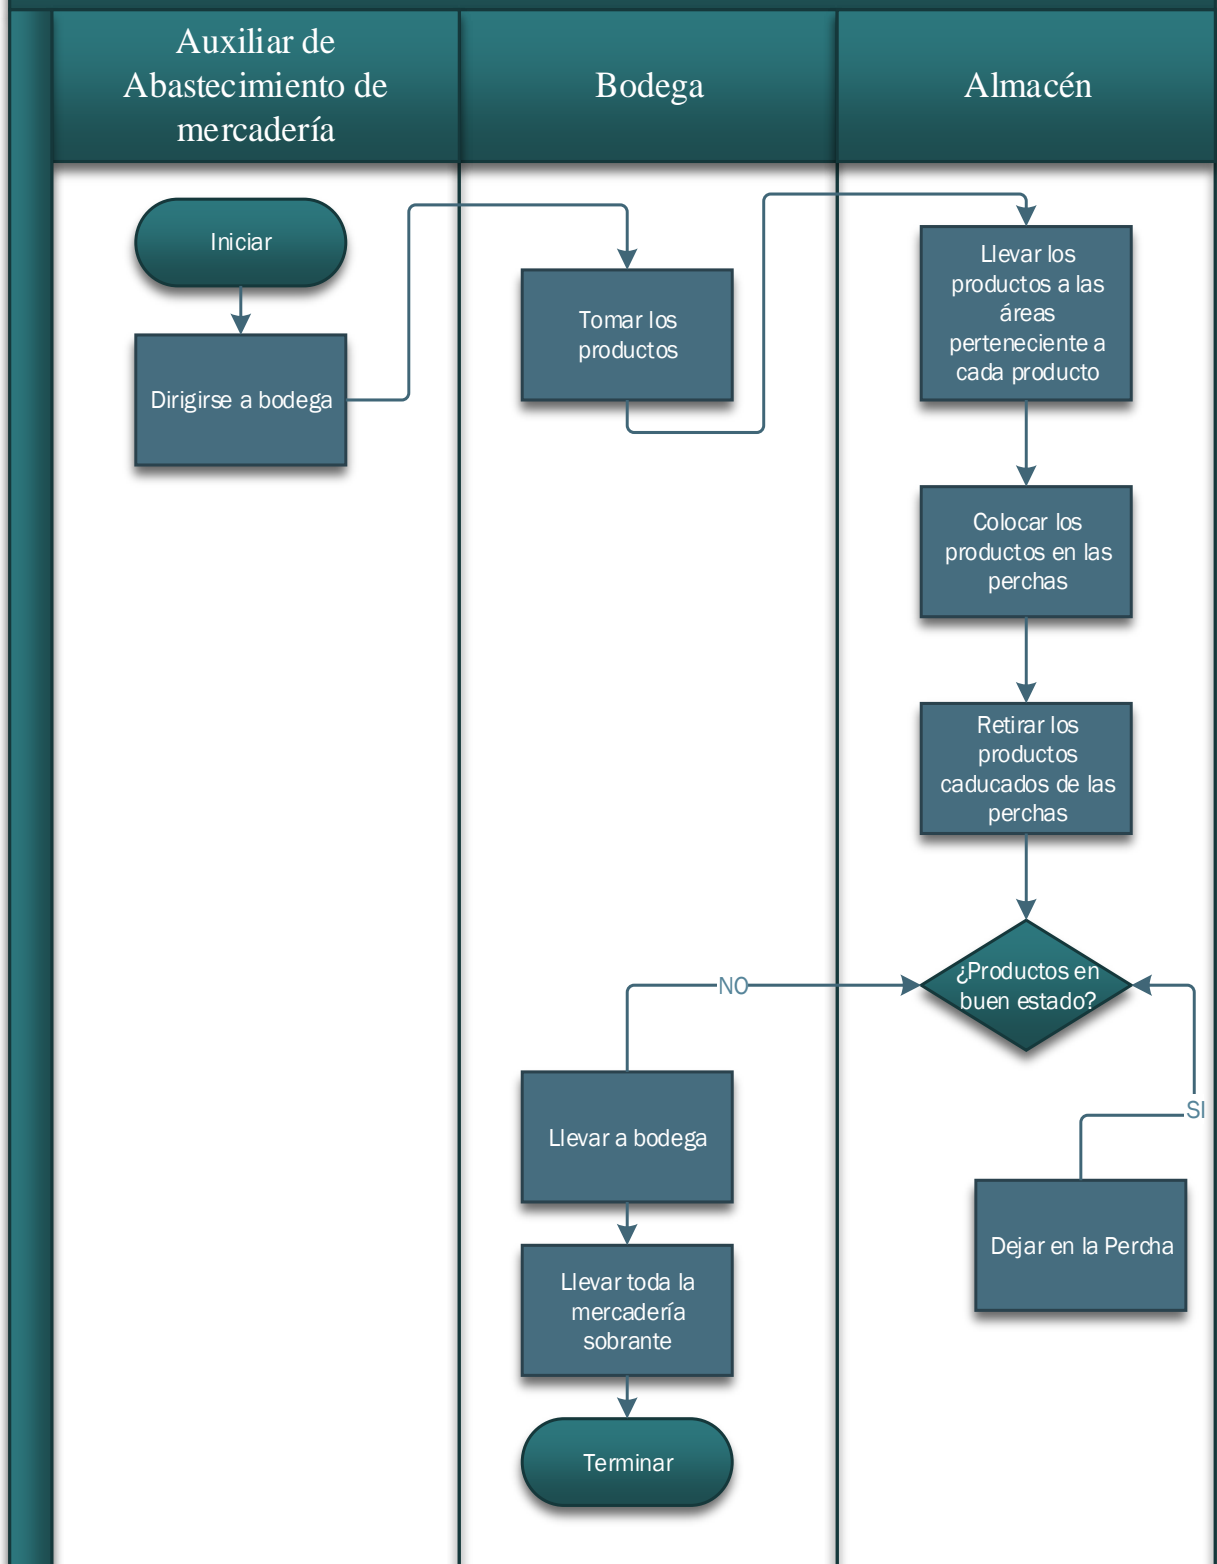 Auxiliar de
Abastecimiento de
mercadería
Bodega
Almacén
Iniciar
Dirigirse a bodega
Tomar los
productos
Llevar los
productos a las
áreas
perteneciente a
cada producto
Colocar los
productos en las
perchas
Retirar los
productos
caducados de las
perchas
¿Productos en
buen estado?
NO
SI
Llevar a bodega
Dejar en la Percha
Llevar toda la
mercadería
sobrante
Terminar